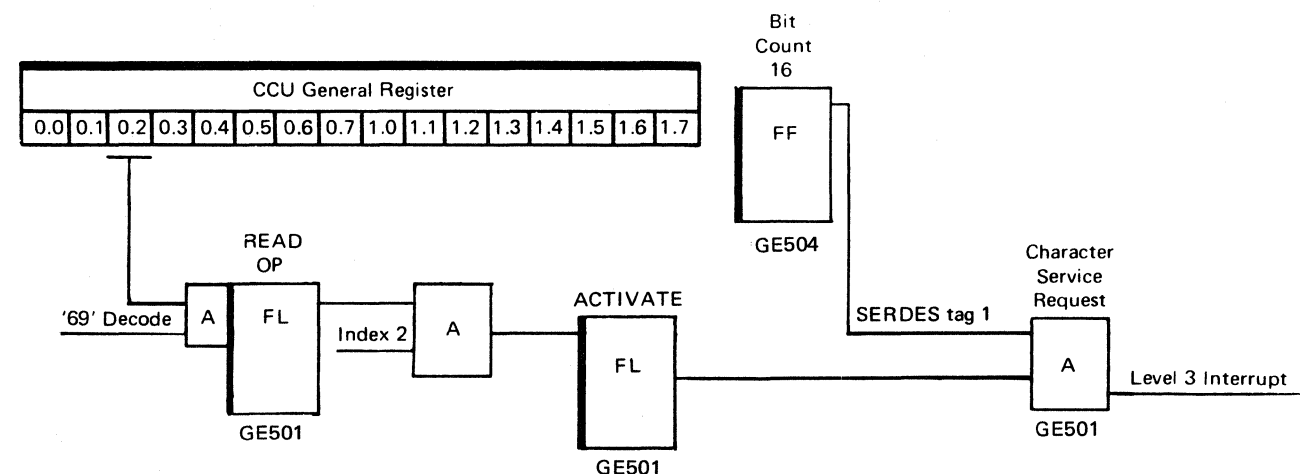 Bit
Count
16
CCU General Register
0.0 0.1 0.2 0.3 0.4 0.5 0.6 0.7 1.0 1.1 1.2 1.3 1.4 1.5 1.6 1.7
FF
GE504
READ
OP
Character
Service
Request
ACTIVATE
'69' Decode
A
FL
Index 2
A
SERDES tag 1
FL
A
Level 3 Interrupt
GE501
GE501
GE501